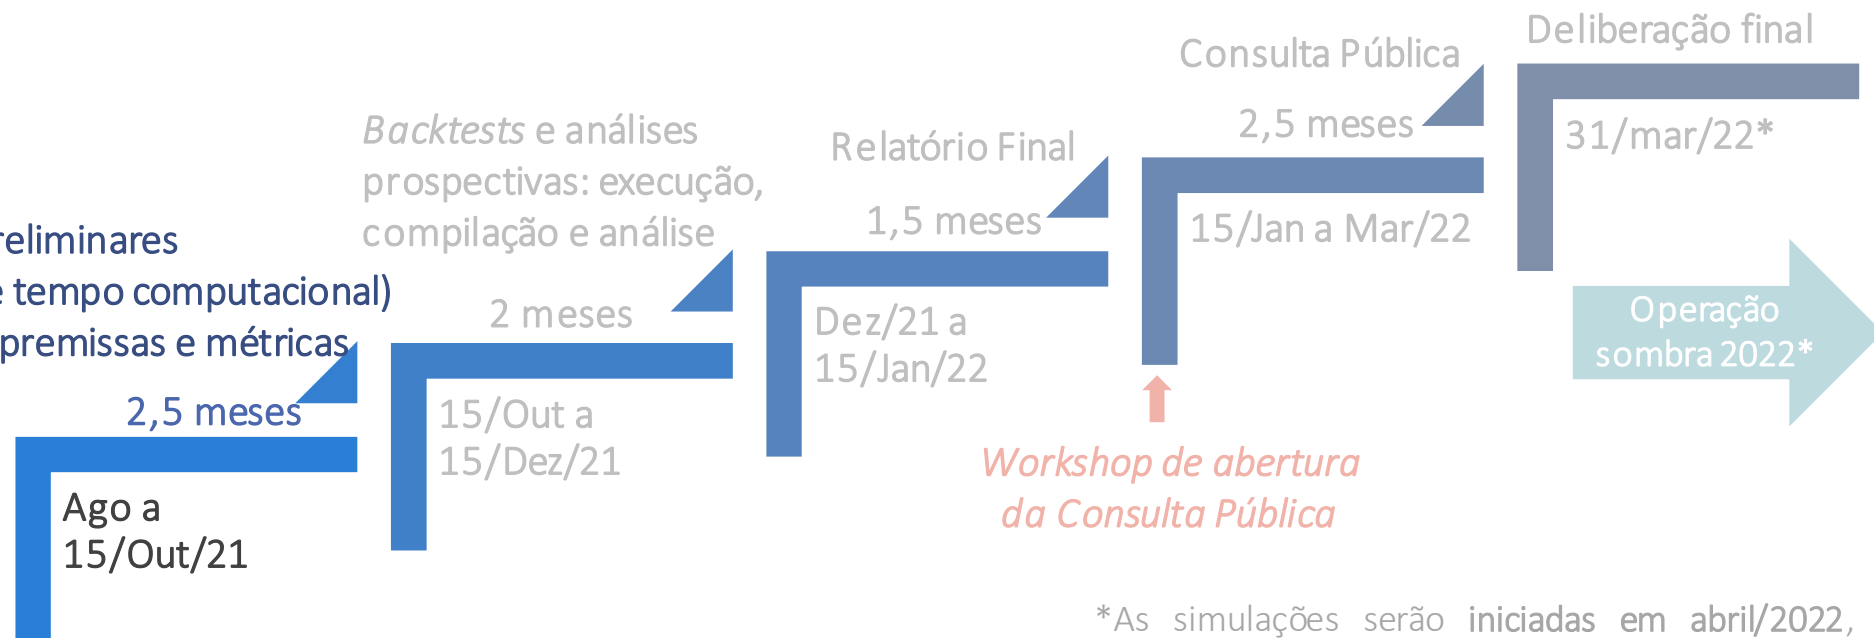 reliminares
e tempo computacional)
premissas e métricas
2,5 meses
Ago a
15/Out/21
Backtests e análises
prospectivas: execução,
compilação e análise
2 meses
15/Out a
15/Dez/21
Relatório Final
1,5 meses
Dez/21 a
15/Jan/22
Consulta Pública
2,5 meses
15/Jan a Mar/22
Workshop de abertura
da Consulta Pública
Deliberação final
31/mar/22*
Operação
sombra 2022*
*As simulações serão iniciadas em abril/2022,